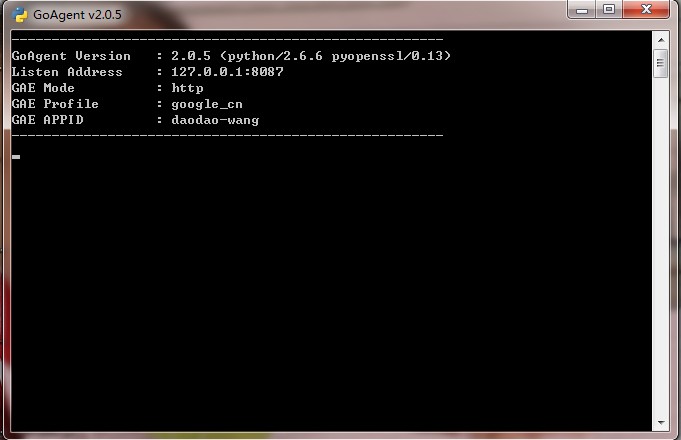 GoAgent v2.0.5
------------------------------------------------------
GoAgent Version : 2.0.5 (python/2.6.6 pyopenssl/0.13)
Listen Address : 127.0.0.1:8087
GAE Mode : http
GAE Profile : google_cn
GAE APPID : daodao-wang
------------------------------------------------------